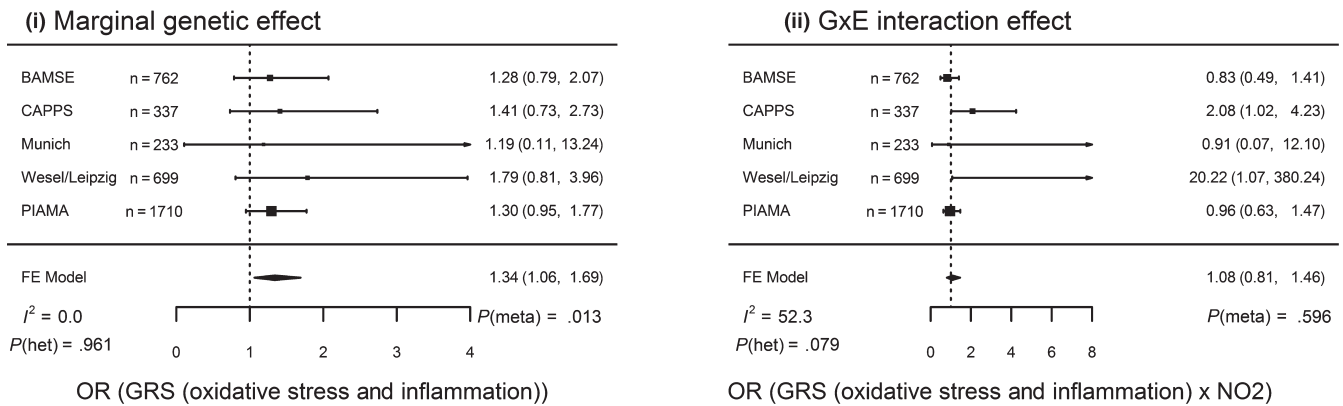 (i) Marginal genetic effect
BAMSE n = 762 1.28 (0.79, 2.07)
CAPPS n = 337 1.41 (0.73, 2.73)
Munich n = 233 1.19 (0.11, 13.24)
Wesel/Leipzig n = 699 1.79 (0.81, 3.96)
PIAMA n = 1710 1.30 (0.95, 1.77)
FE Model 1.34 (1.06, 1.69)
I² = 0.0 P(meta) = .013
P(het) = .961
0 1 2 3 4
OR (GRS (oxidative stress and inflammation))
(ii) GxE interaction effect
BAMSE n = 762 0.83 (0.49, 1.41)
CAPPS n = 337 2.08 (1.02, 4.23)
Munich n = 233 0.91 (0.07, 12.10)
Wesel/Leipzig n = 699 20.22 (1.07, 380.24)
PIAMA n = 1710 0.96 (0.63, 1.47)
FE Model 1.08 (0.81, 1.46)
I² = 52.3 P(meta) = .596
P(het) = .079
0 2 4 6 8
OR (GRS (oxidative stress and inflammation) x NO2)